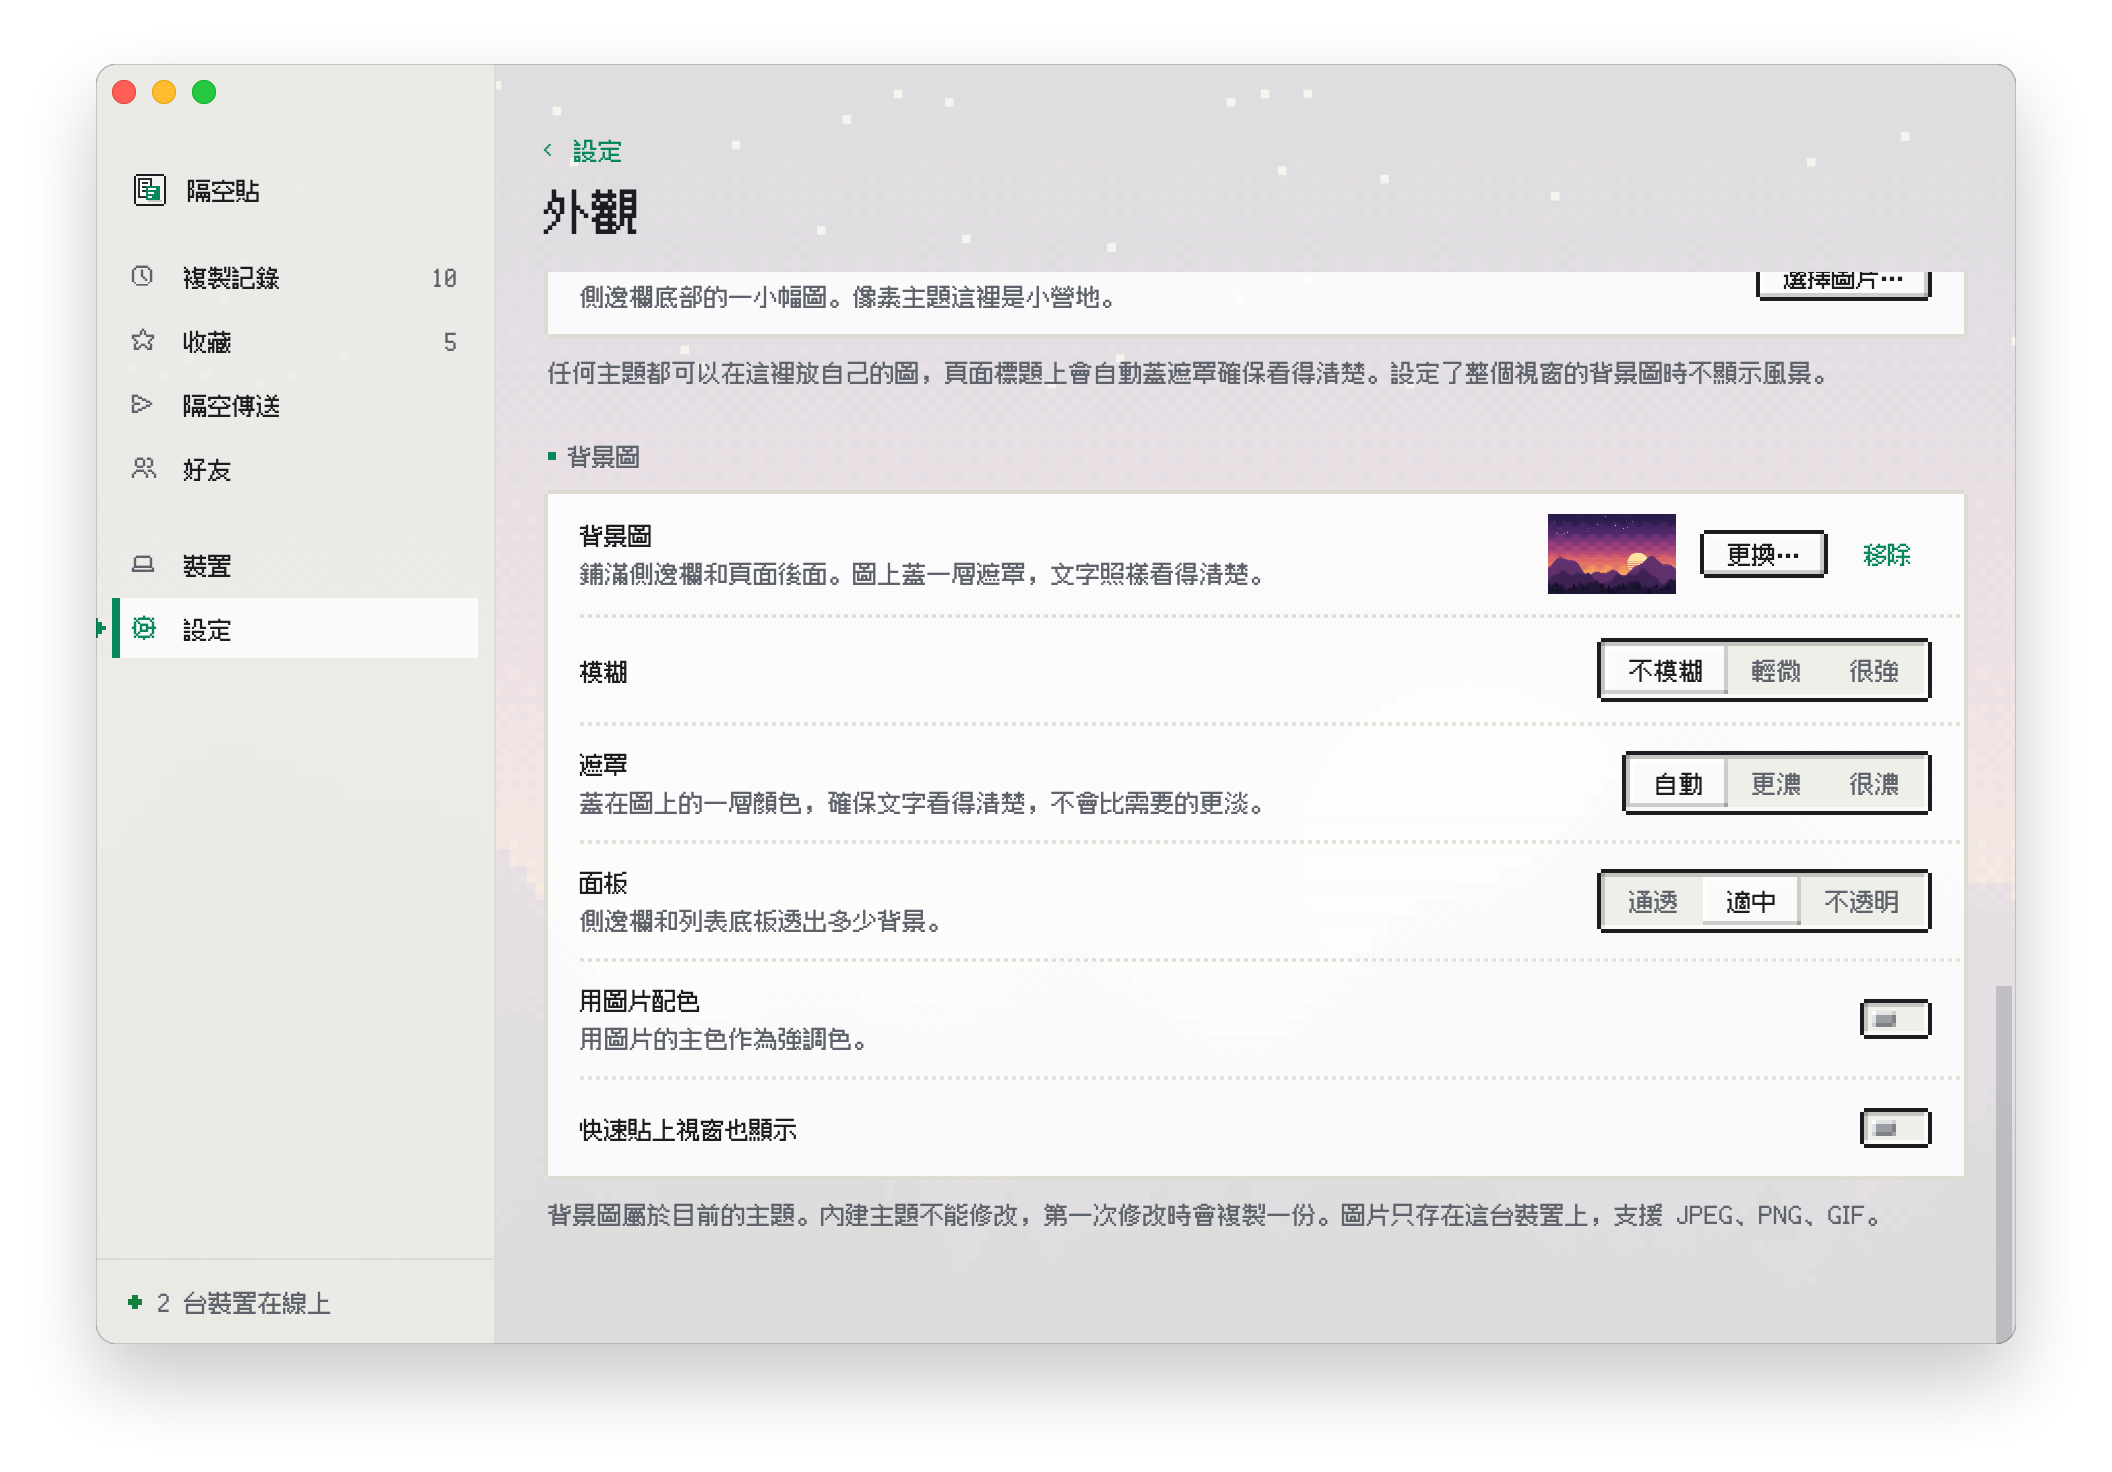 隔空貼
複製記錄 10
收藏 5
隔空傳送
好友
裝置
設定
2 台裝置在線上
設定
外觀
選擇圖片⋯
側邊欄底部的一小幅圖。像素主題這裡是小營地。
任何主題都可以在這裡放自己的圖，頁面標題上會自動蓋遮罩確保看得清楚。設定了整個視窗的背景圖時不顯示風景。
背景圖
背景圖
鋪滿側邊欄和頁面後面。圖上蓋一層遮罩，文字照樣看得清楚。
更換⋯ 移除
模糊
不模糊 輕微 很強
遮罩
蓋在圖上的一層顏色，確保文字看得清楚，不會比需要的更淡。
自動 更濃 很濃
面板
側邊欄和列表底板透出多少背景。
通透 適中 不透明
用圖片配色
用圖片的主色作為強調色。
快速貼上視窗也顯示
背景圖屬於目前的主題。內建主題不能修改，第一次修改時會複製一份。圖片只存在這台裝置上，支援 JPEG、PNG、GIF。